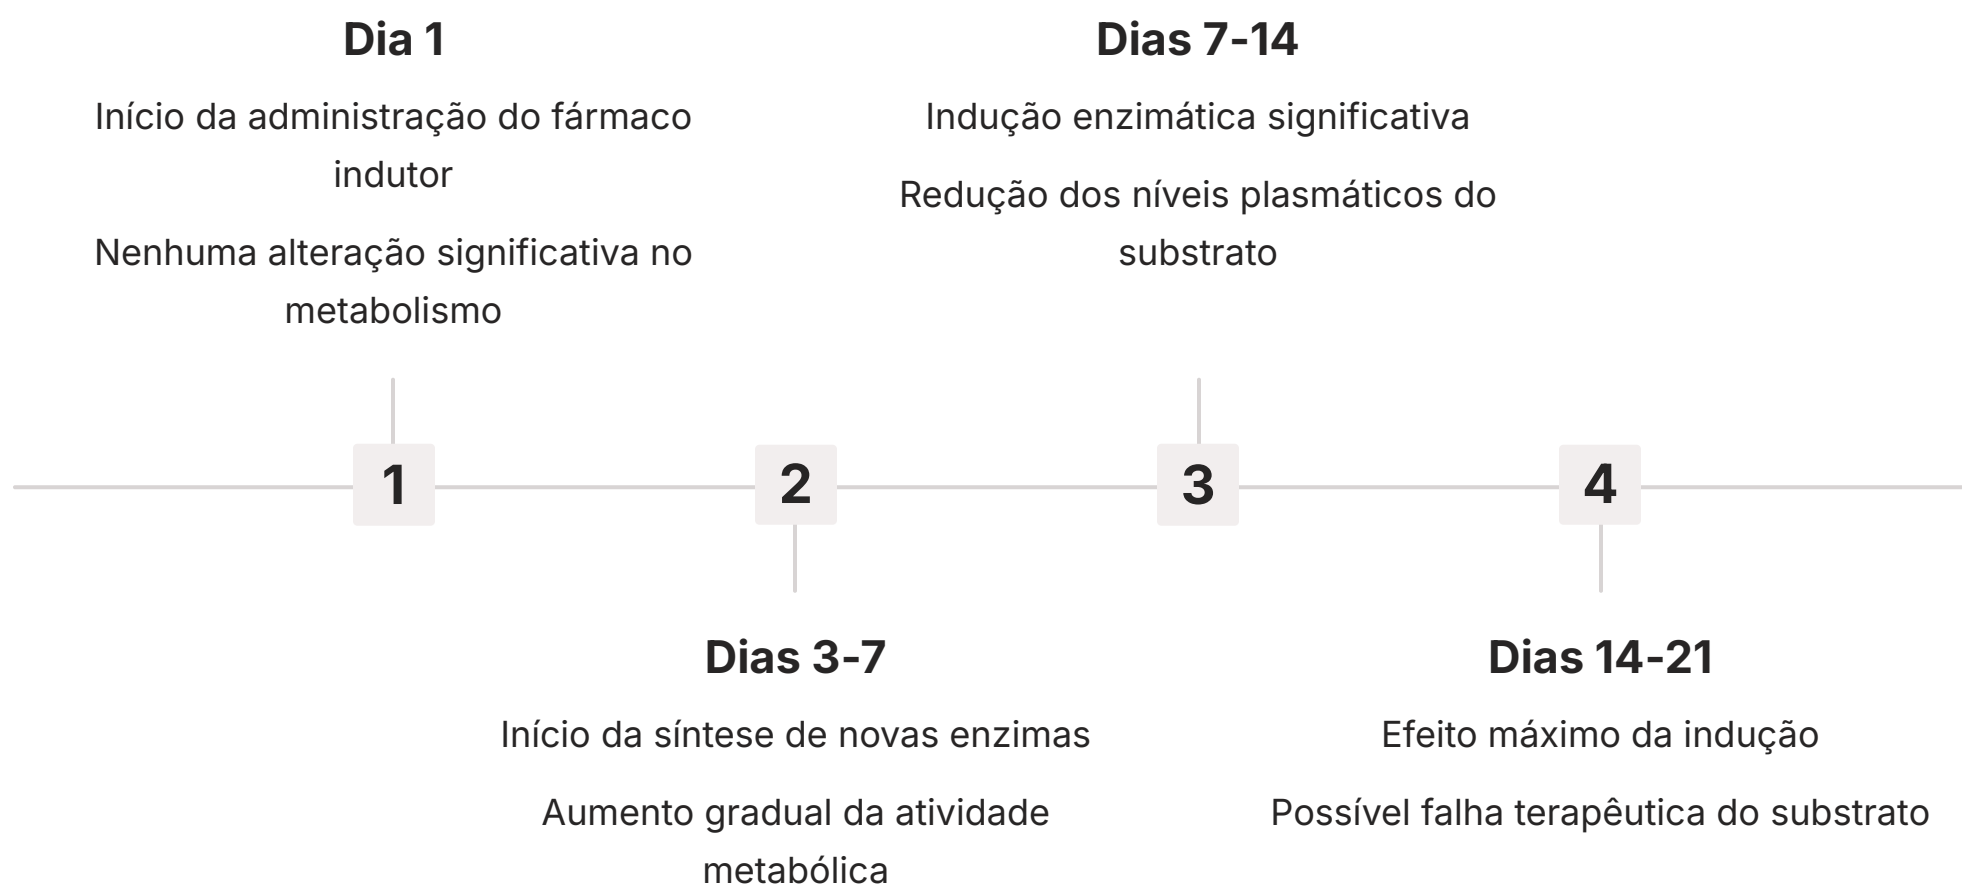 Dia 1
Início da administração do fármaco
indutor
Nenhuma alteração significativa no
metabolismo
Dias 7-14
Indução enzimática significativa
Redução dos níveis plasmáticos do
substrato
1
2
3
4
Dias 3-7
Início da síntese de novas enzimas
Aumento gradual da atividade
metabólica
Dias 14-21
Efeito máximo da indução
Possível falha terapêutica do substrato